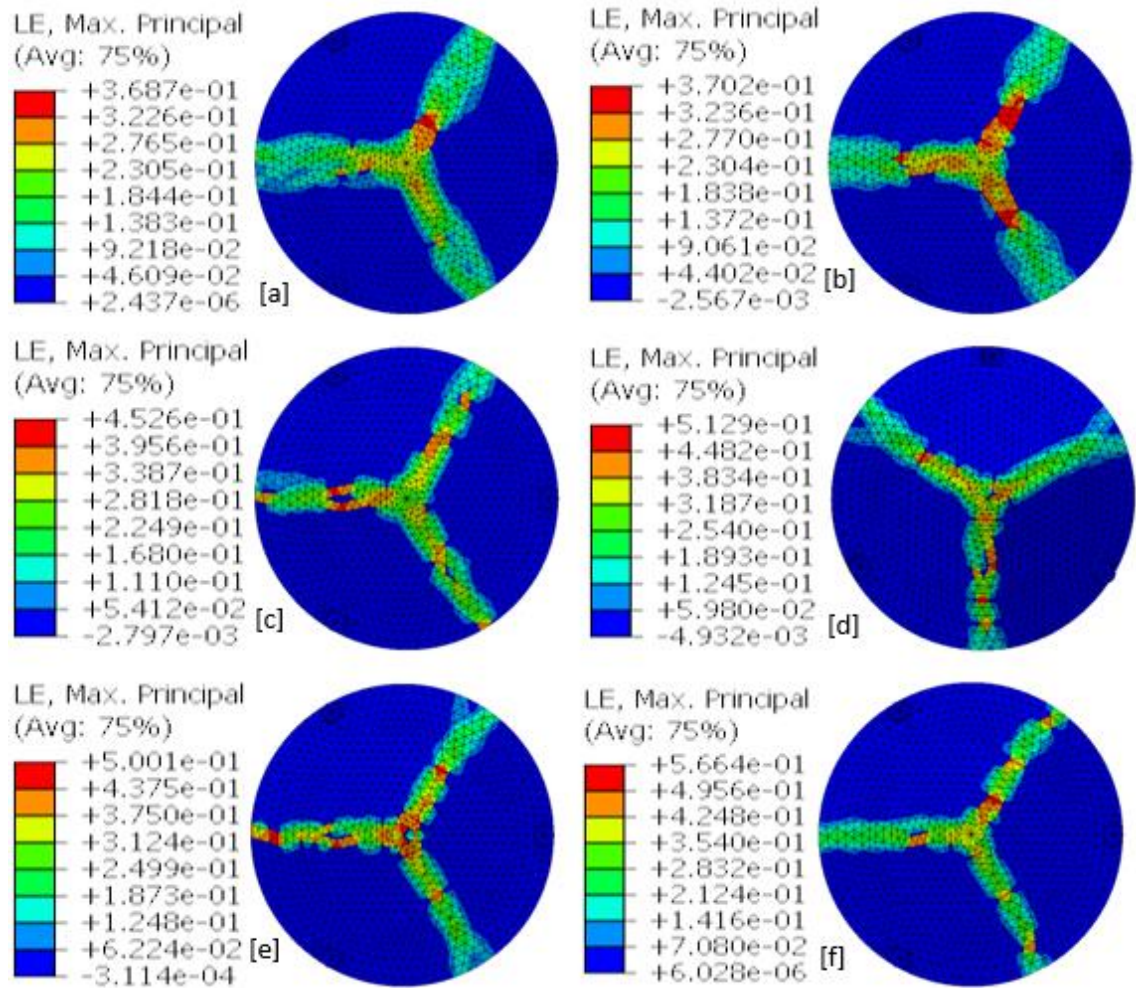 LE, Max. Principal
(Avg: 75%)
+3.687e-01
+3.226e-01
+2.765e-01
+2.305e-01
+1.844e-01
+1.383e-01
+9.218e-02
+4.609e-02
+2.437e-06
[a]
LE, Max. Principal
(Avg: 75%)
+3.702e-01
+3.236e-01
+2.770e-01
+2.304e-01
+1.838e-01
+1.372e-01
+9.061e-02
+4.402e-02
-2.567e-03
[b]
LE, Max. Principal
(Avg: 75%)
+4.526e-01
+3.956e-01
+3.387e-01
+2.818e-01
+2.249e-01
+1.680e-01
+1.110e-01
+5.412e-02
-2.797e-03
[c]
LE, Max. Principal
(Avg: 75%)
+5.129e-01
+4.482e-01
+3.834e-01
+3.187e-01
+2.540e-01
+1.893e-01
+1.245e-01
+5.980e-02
-4.932e-03
[d]
LE, Max. Principal
(Avg: 75%)
+5.001e-01
+4.375e-01
+3.750e-01
+3.124e-01
+2.499e-01
+1.873e-01
+1.248e-01
+6.224e-02
-3.114e-04
[e]
LE, Max. Principal
(Avg: 75%)
+5.664e-01
+4.956e-01
+4.248e-01
+3.540e-01
+2.832e-01
+2.124e-01
+1.416e-01
+7.080e-02
+6.028e-06
[f]